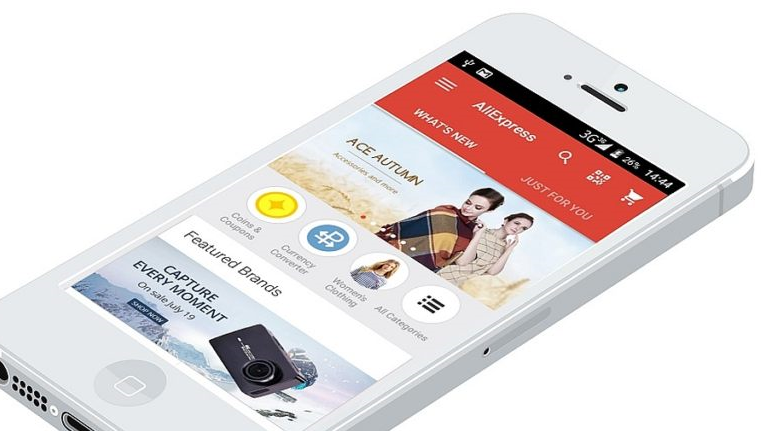 3G 3G 26% 14:44
AliExpress
WHAT'S NEW
JUST FOR YOU
ACE AUTUMN
Accessories and more
Coins &
Coupons
Currency
Converter
Women's
Clothing
All Categories
Featured Brands
CAPTURE
EVERY MOMENT
On sale July 19
SHOP NOW